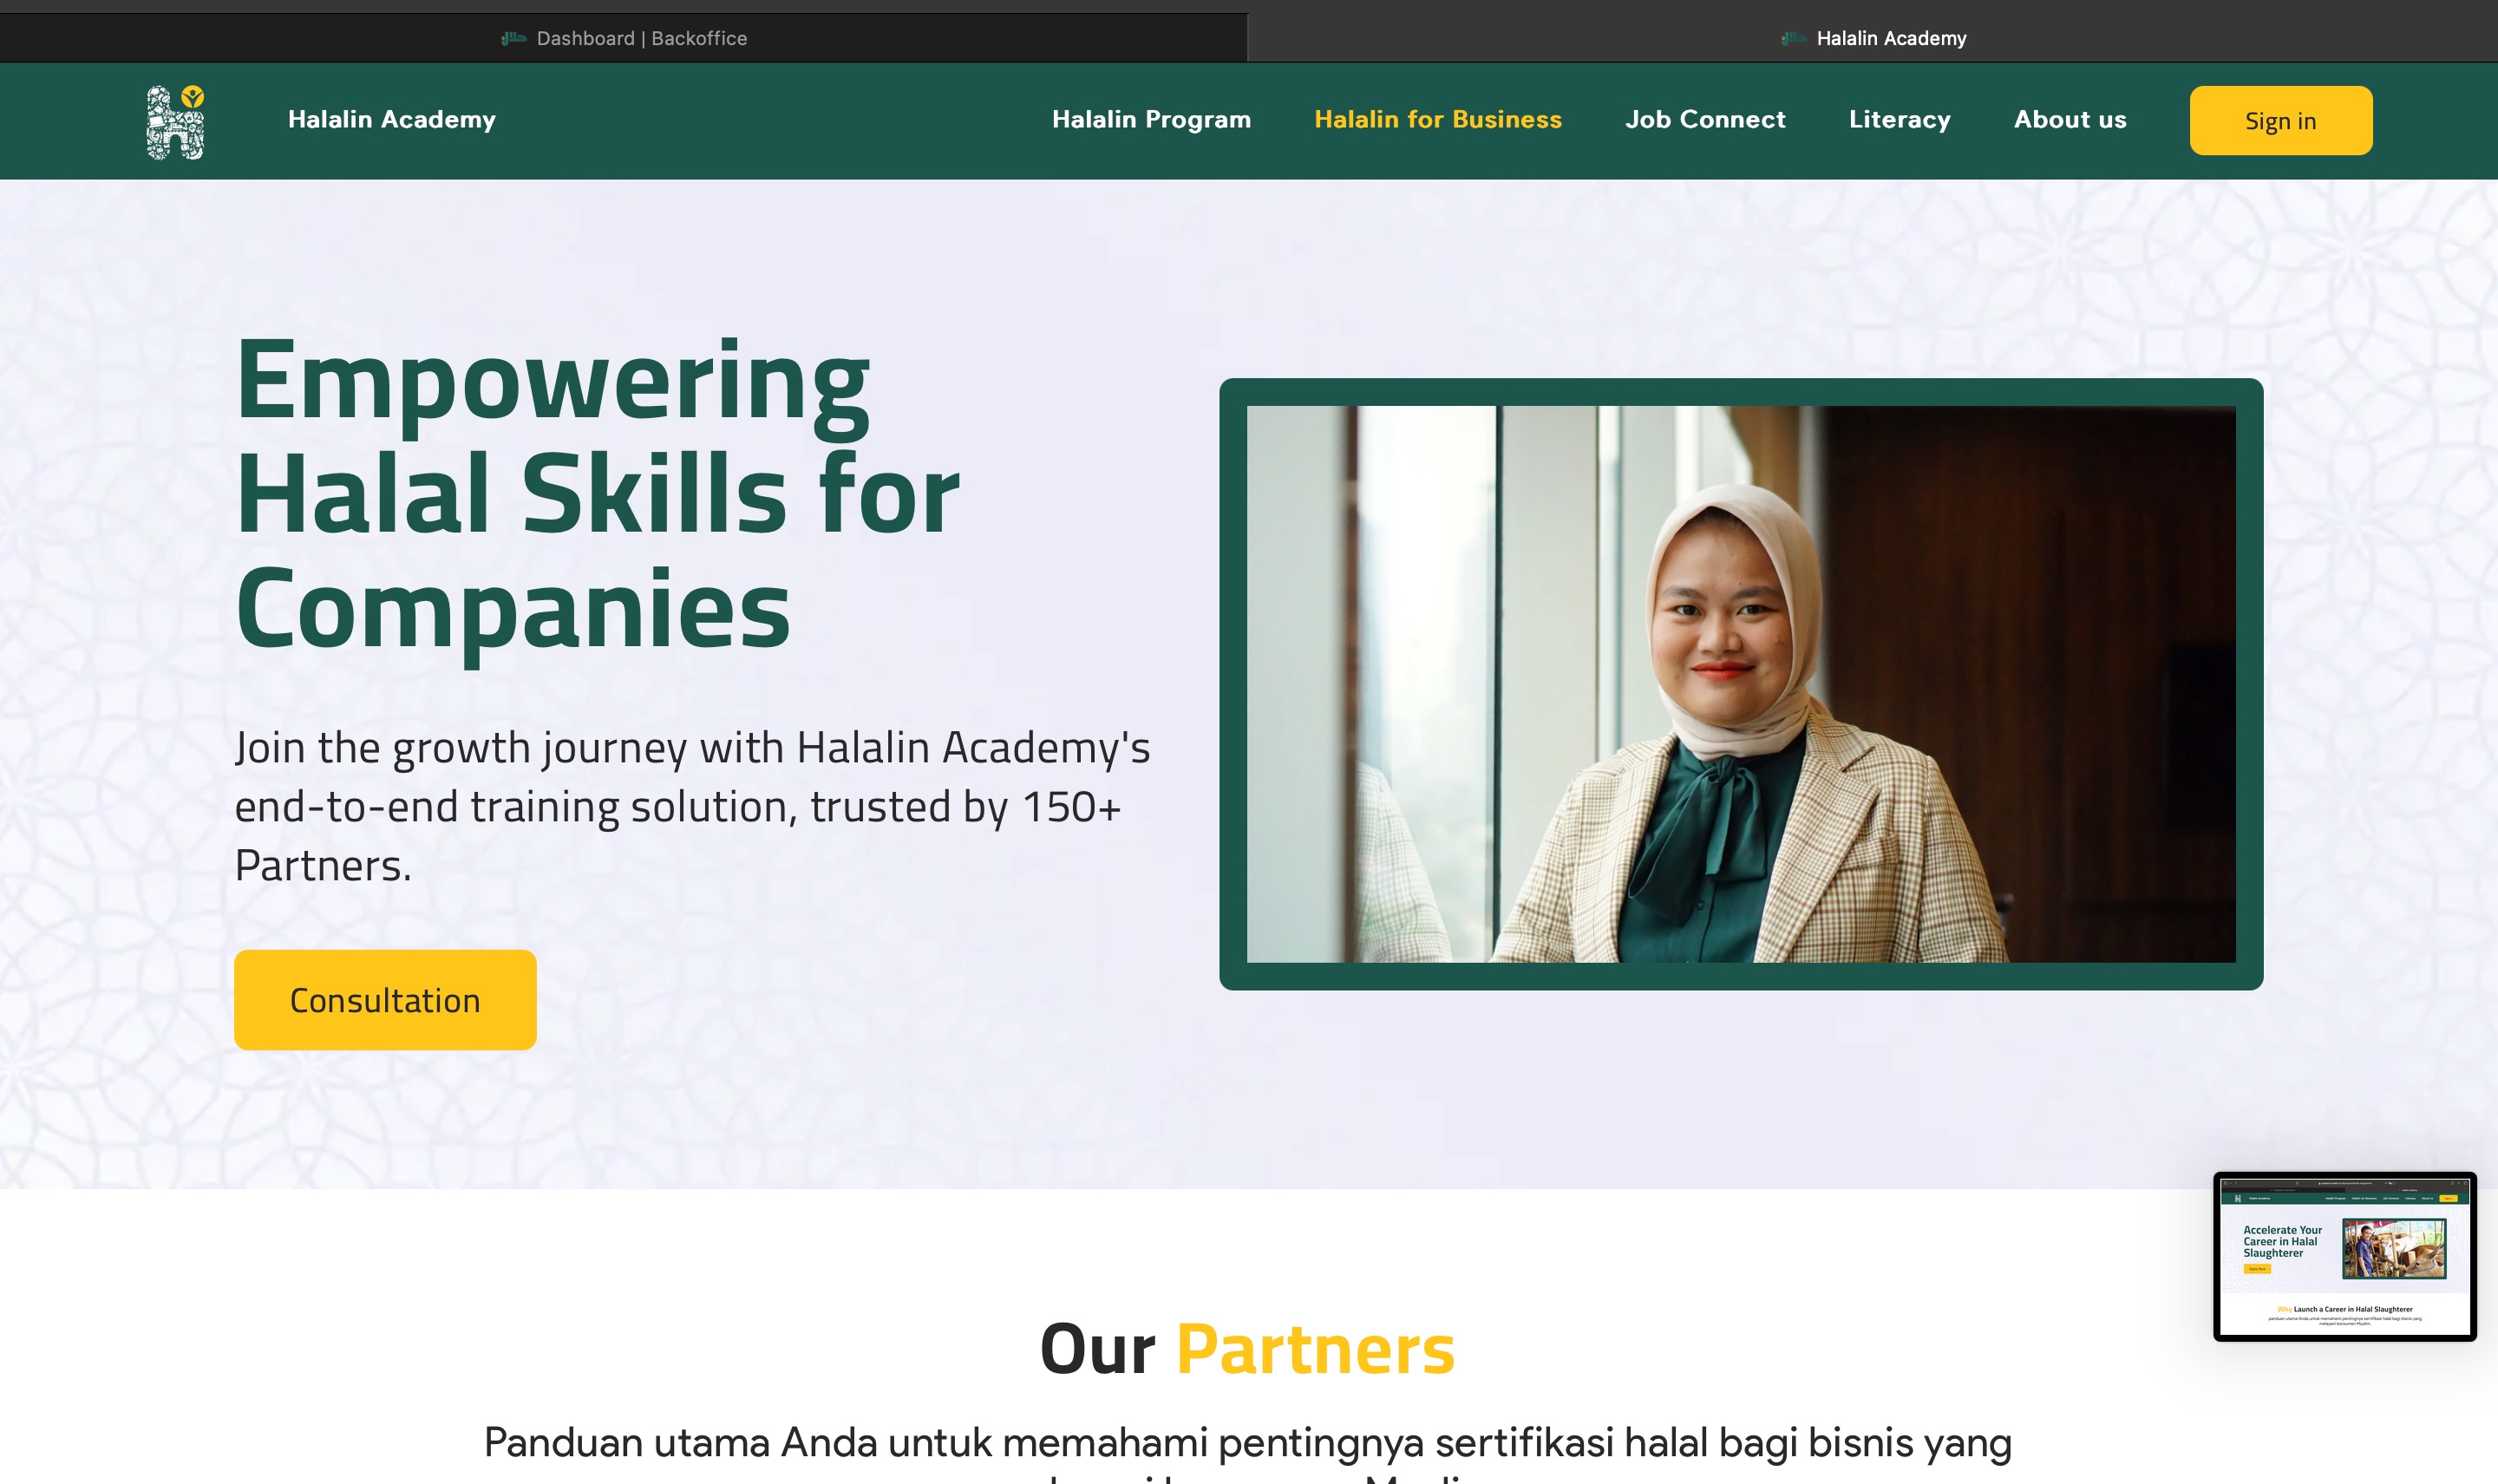 Dashboard | Backoffice
Halalin Academy
Halalin Academy
Halalin Program
Halalin for Business
Job Connect
Literacy
About us
Sign in
Empowering
Halal Skills for
Companies
Join the growth journey with Halalin Academy's
end-to-end training solution, trusted by 150+
Partners.
Consultation
Accelerate Your
Career in Halal
Slaughterer
Why Launch a Career in Halal Slaughterer
Our Partners
Panduan utama Anda untuk memahami pentingnya sertifikasi halal bagi bisnis yang